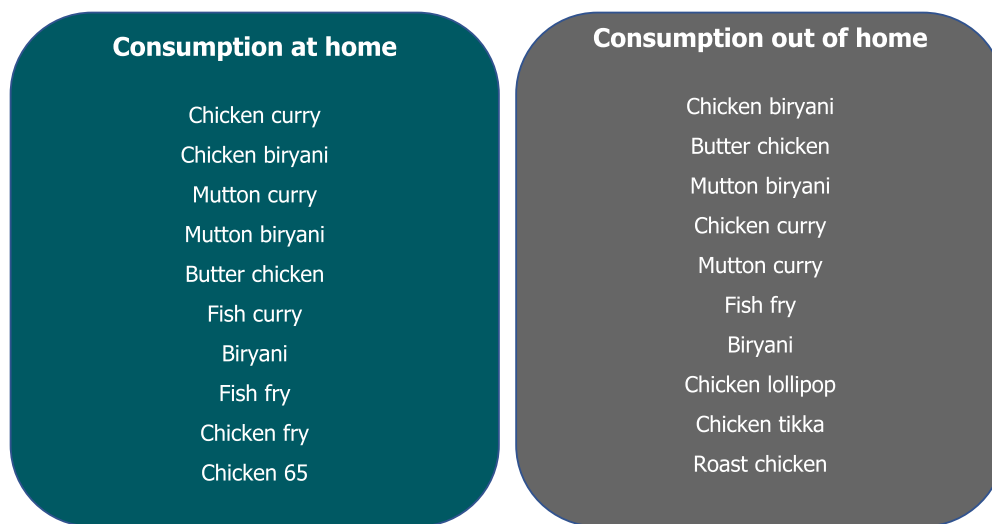 Consumption at home
Chicken curry
Chicken biryani
Mutton curry
Mutton biryani
Butter chicken
Fish curry
Biryani
Fish fry
Chicken fry
Chicken 65
Consumption out of home
Chicken biryani
Butter chicken
Mutton biryani
Chicken curry
Mutton curry
Fish fry
Biryani
Chicken lollipop
Chicken tikka
Roast chicken